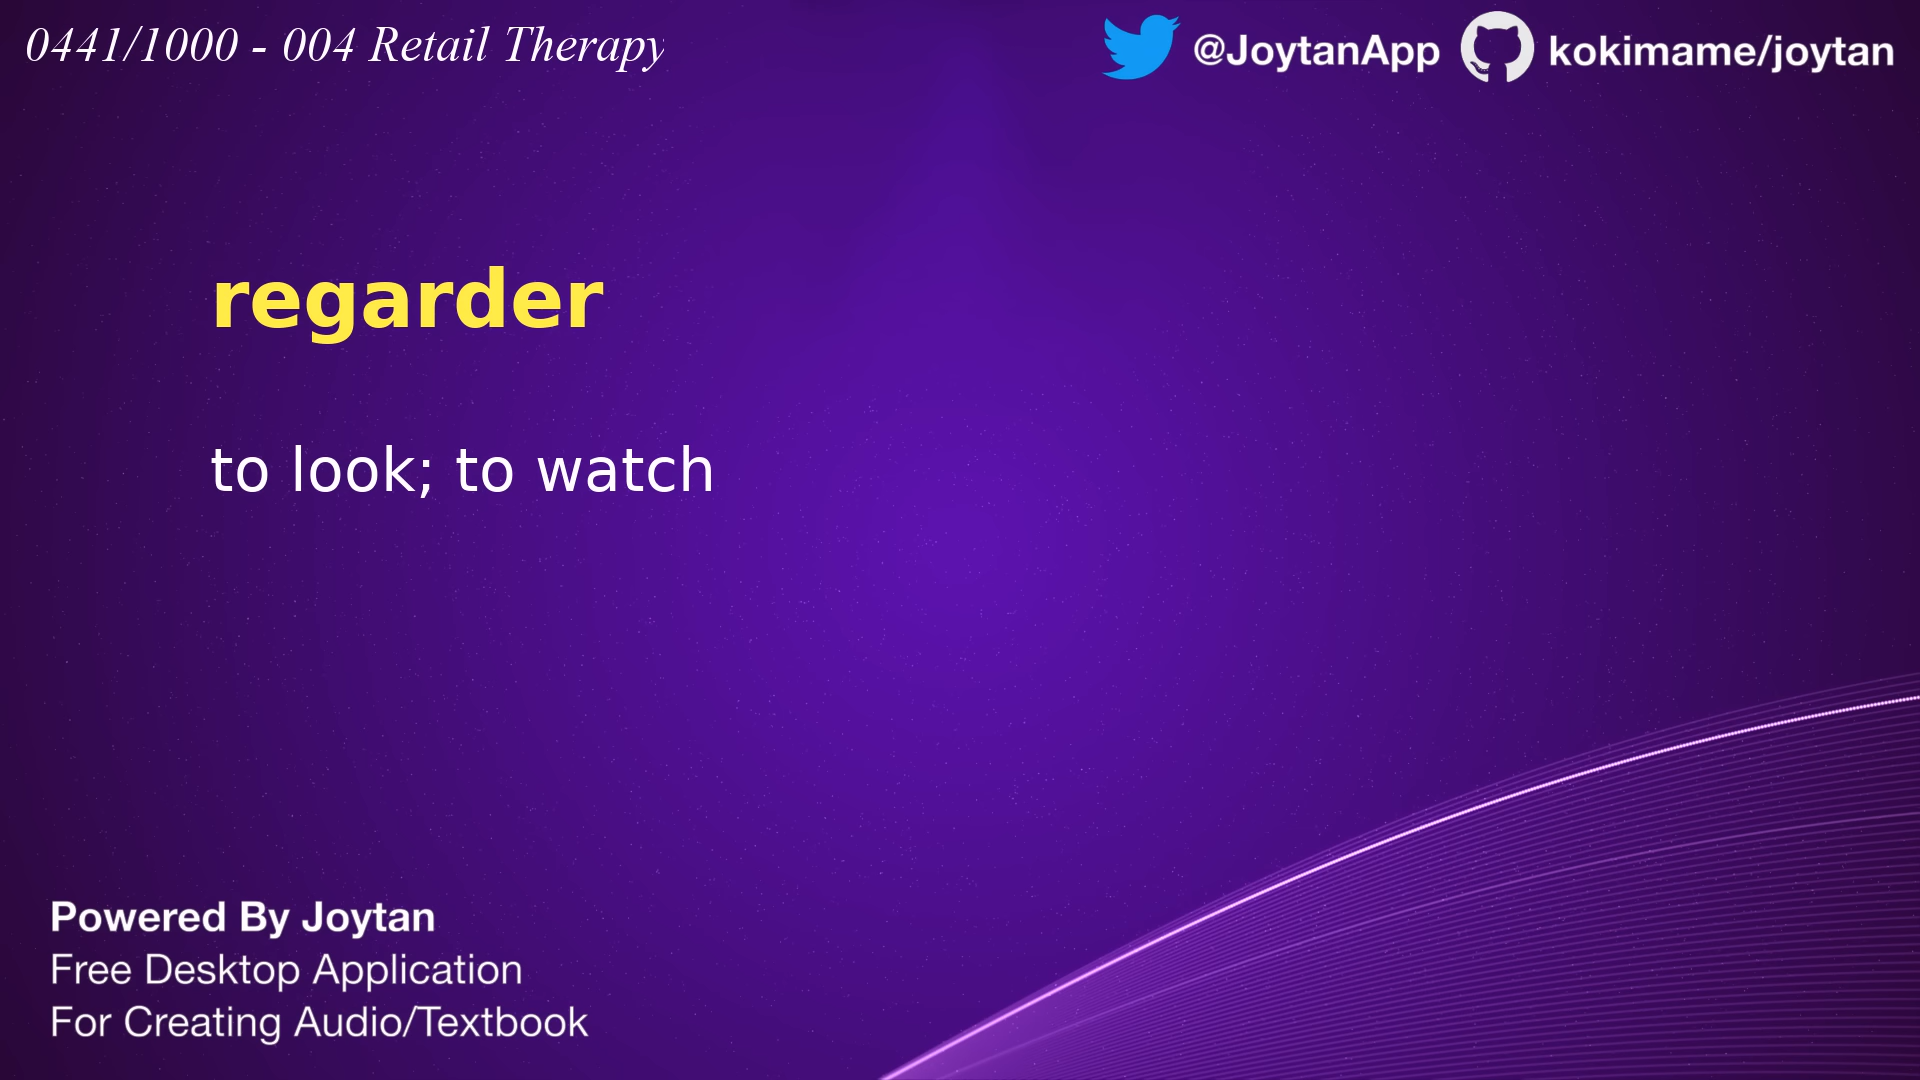 0441/1000 - 004 Retail Therapy
@JoytanApp
kokimame/joytan
regarder
to look; to watch
Powered By Joytan
Free Desktop Application
For Creating Audio/Textbook